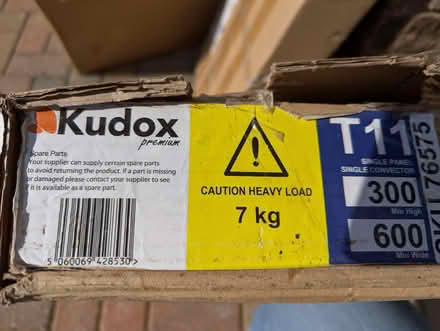 Kudox
premium
Spare Parts
Your supplier can supply certain spare parts
to avoid returning the product. If a part is missing
or damaged please contact your supplier to see
if it is available as a spare part.
5 060069 428530 >
CAUTION HEAVY LOAD
7 kg
T11
SINGLE PANEL
SINGLE CONVECTOR
300
Mm High
600
Mm Wide
76575